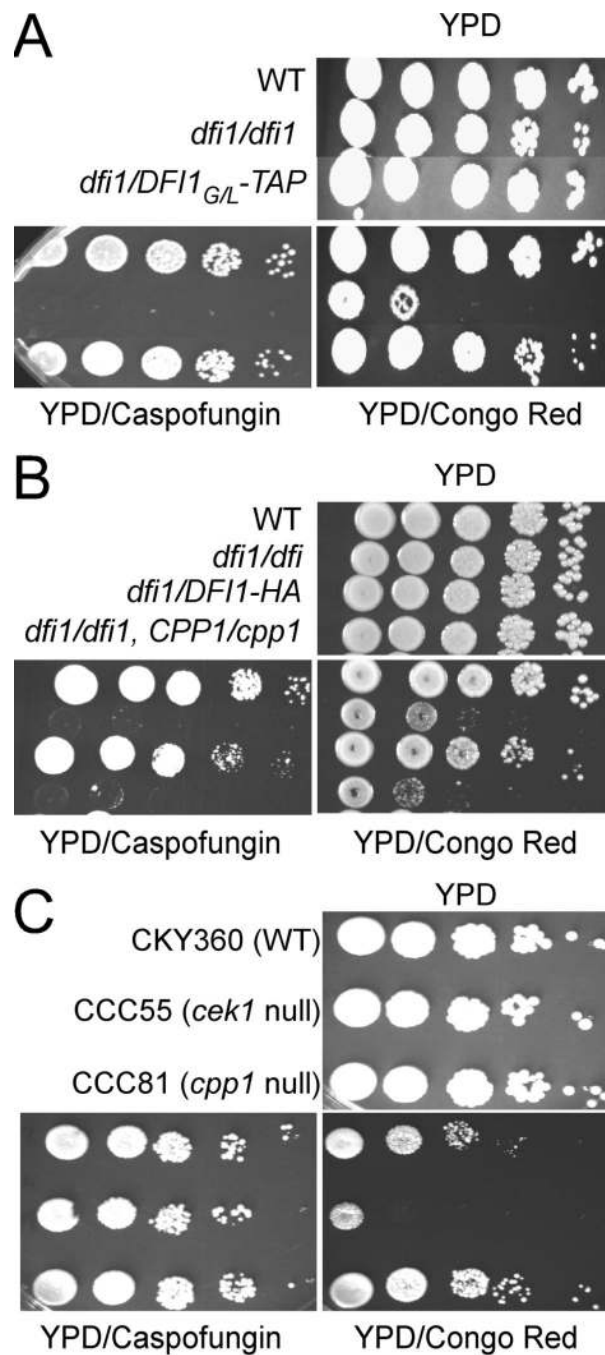 A
YPD
WT
dfi1/dfi1
dfi1/DFI1G/L-TAP
YPD/Caspofungin
YPD/Congo Red
B
YPD
WT
dfi1/dfi
dfi1/DFI1-HA
dfi1/dfi1, CPP1/cpp1
YPD/Caspofungin
YPD/Congo Red
C
YPD
CKY360 (WT)
CCC55 (cek1 null)
CCC81 (cpp1 null)
YPD/Caspofungin
YPD/Congo Red